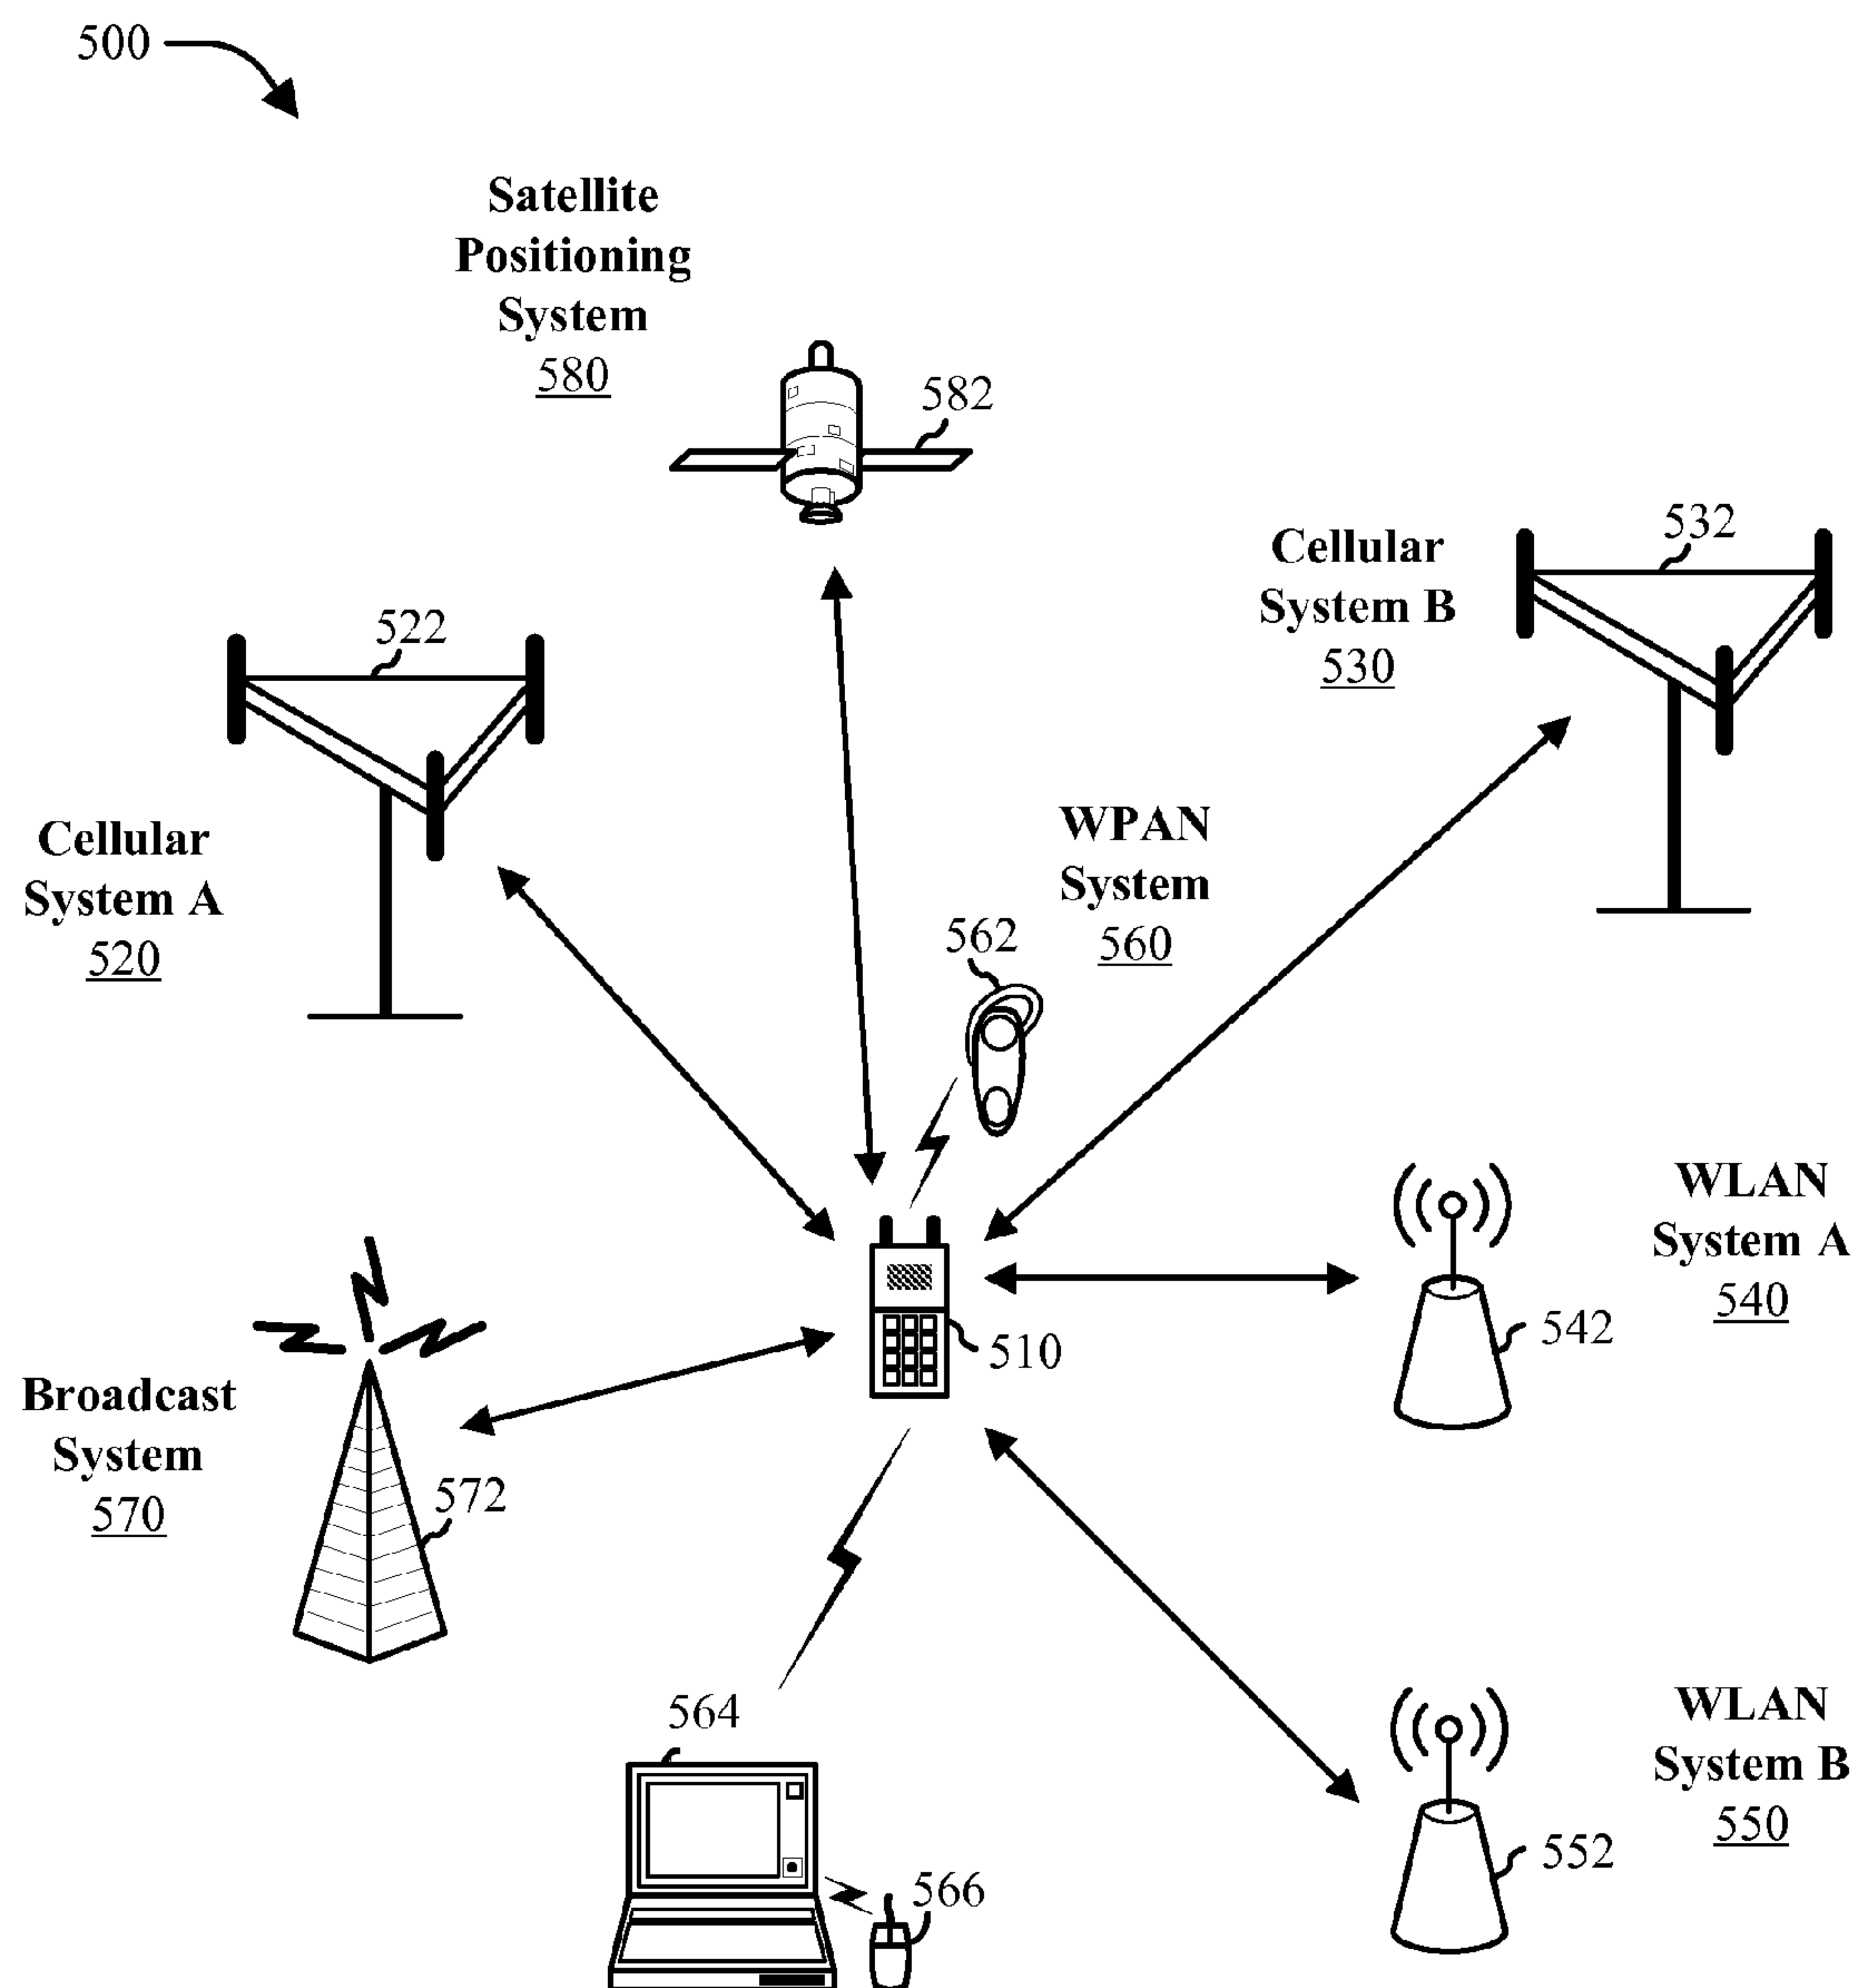 500
Satellite
Positioning
System
580
582
Cellular
System B
530
532
522
Cellular
System A
520
WPAN
System
560
562
WLAN
System A
540
542
510
Broadcast
System
570
572
564
566
WLAN
System B
550
552